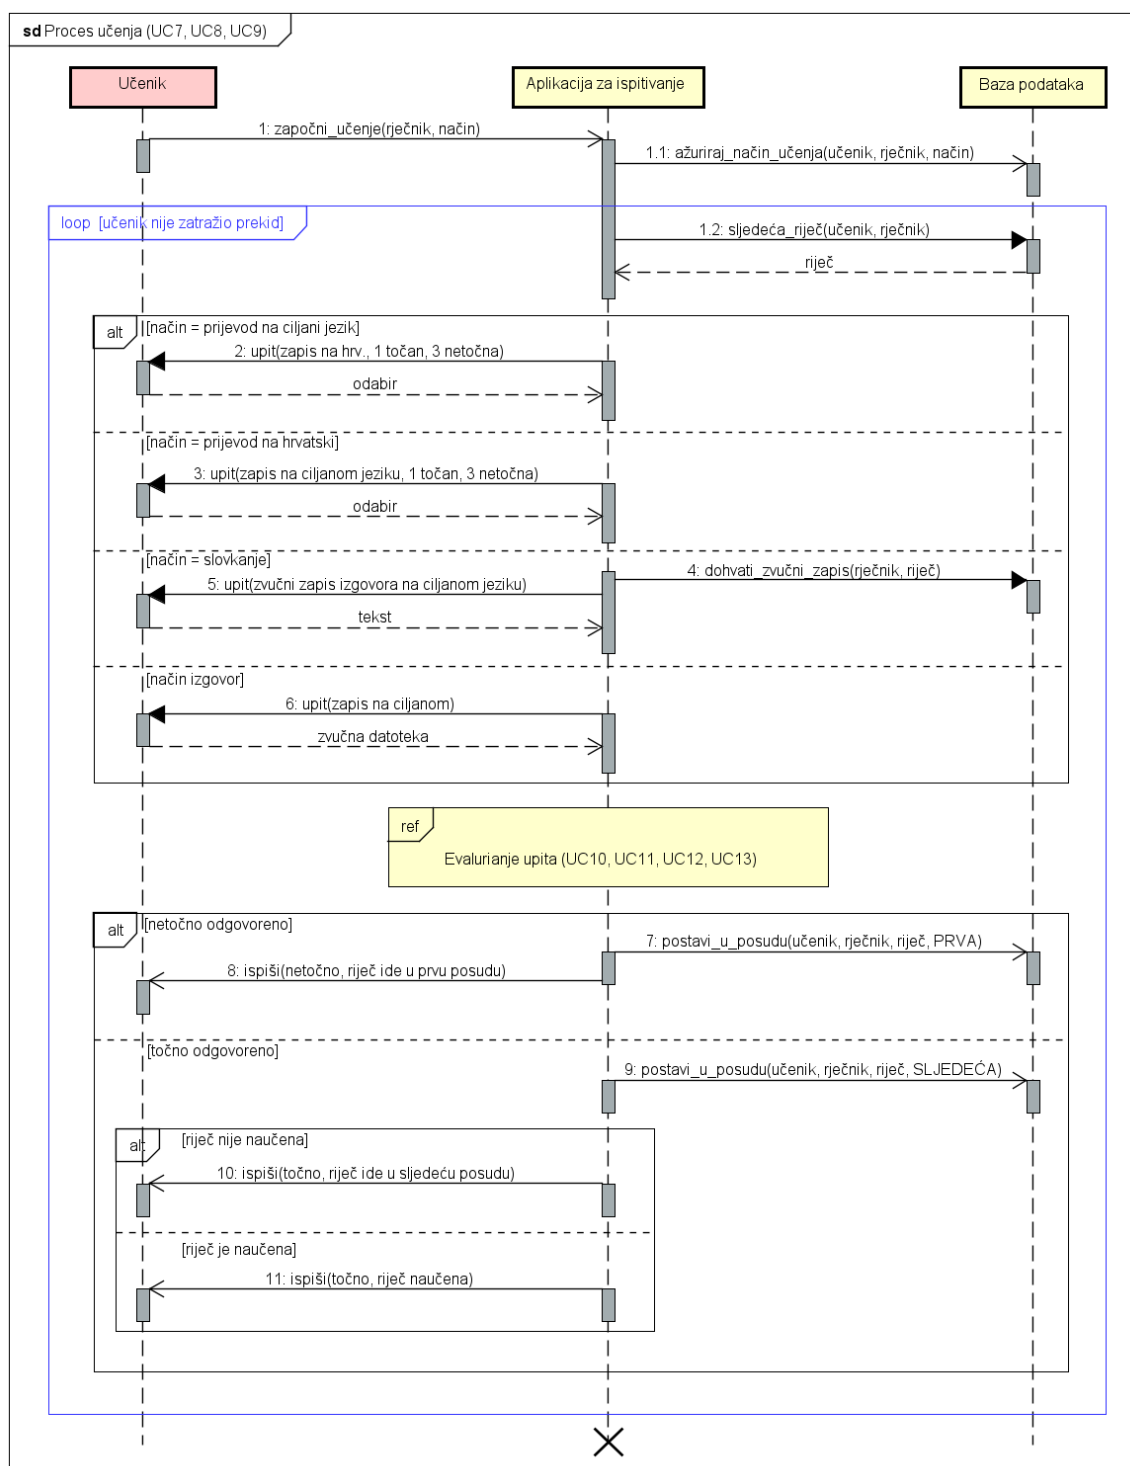 sd Proces učenja (UC7, UC8, UC9)
Učenik
Aplikacija za ispitivanje
Baza podataka
1: započni_učenje(rječnik, način)
1.1: ažuriraj_način_učenja(učenik, rječnik, način)
loop [učenik nije zatražio prekid]
1.2: sljedeća_riječ(učenik, rječnik)
riječ
alt
[način = prijevod na ciljani jezik]
2: upit(zapis na hrv., 1 točan, 3 netočna)
odabir
[način = prijevod na hrvatski]
3: upit(zapis na ciljanom jeziku, 1 točan, 3 netočna)
odabir
[način = slovkanje]
4: dohvati_zvučni_zapis(rječnik, riječ)
5: upit(zvučni zapis izgovora na ciljanom jeziku)
tekst
[način izgovor]
6: upit(zapis na ciljanom)
zvučna datoteka
ref
Evalurianje upita (UC10, UC11, UC12, UC13)
alt
[netočno odgovoreno]
7: postavi_u_posudu(učenik, rječnik, riječ, PRVA)
8: ispiši(netočno, riječ ide u prvu posudu)
[točno odgovoreno]
9: postavi_u_posudu(učenik, rječnik, riječ, SLJEDEĆA)
alt
[riječ nije naučena]
10: ispiši(točno, riječ ide u sljedeću posudu)
[riječ je naučena]
11: ispiši(točno, riječ naučena)